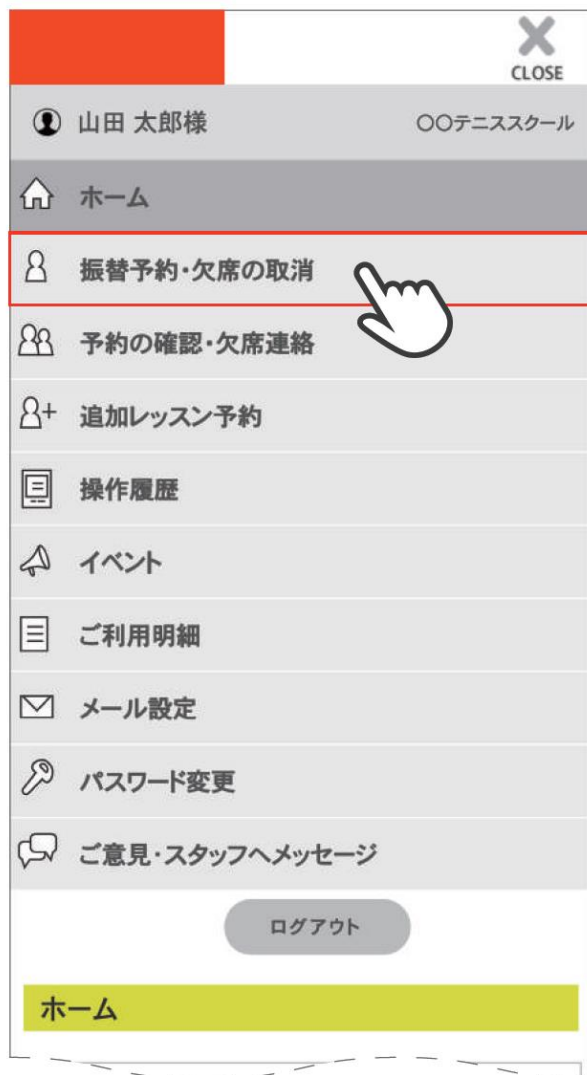 CLOSE
山田 太郎様
○○テニススクール
ホーム
振替予約・欠席の取消
予約の確認・欠席連絡
追加レッスン予約
操作履歴
イベント
ご利用明細
メール設定
パスワード変更
ご意見・スタッフへメッセージ
ログアウト
ホーム